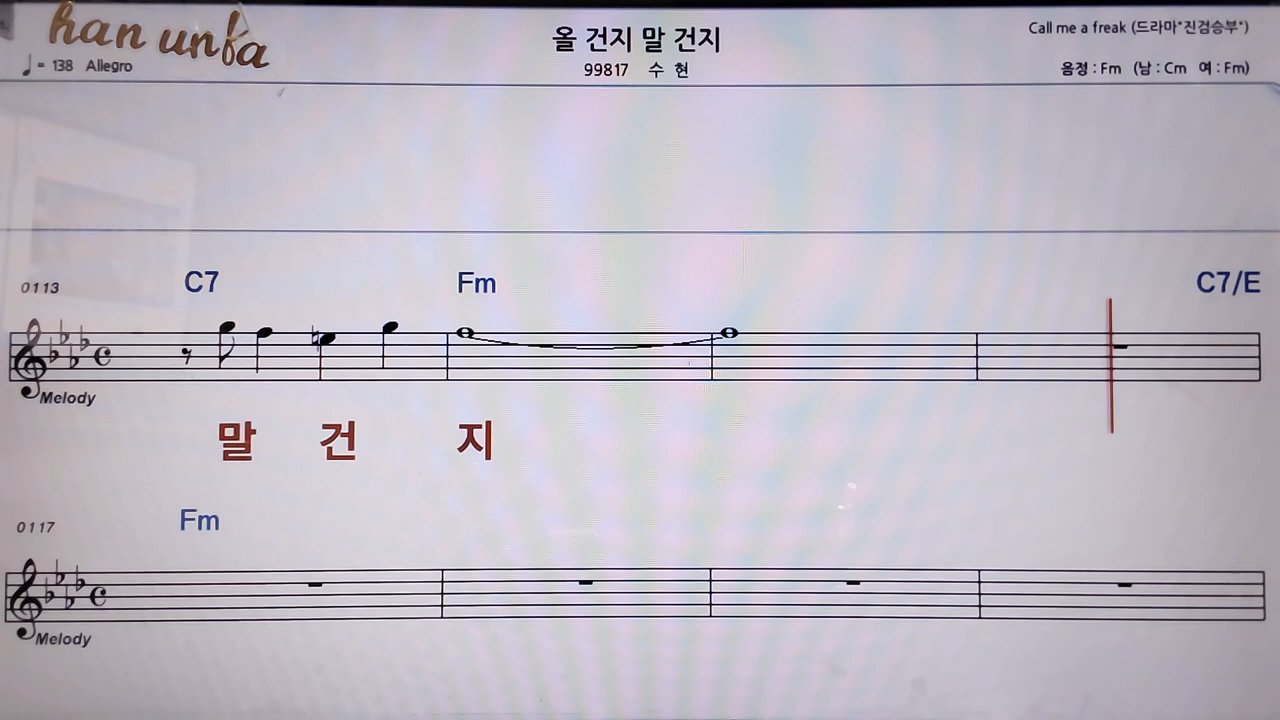 han unfa
♩ = 138 Allegro
올 건지 말 건지
99817 수 현
Call me a freak (드라마"진검승부")
음정 : Fm (남 : Cm 여 : Fm)
0113 C7 Fm C7/E
Melody
말 건 지
0117 Fm
Melody